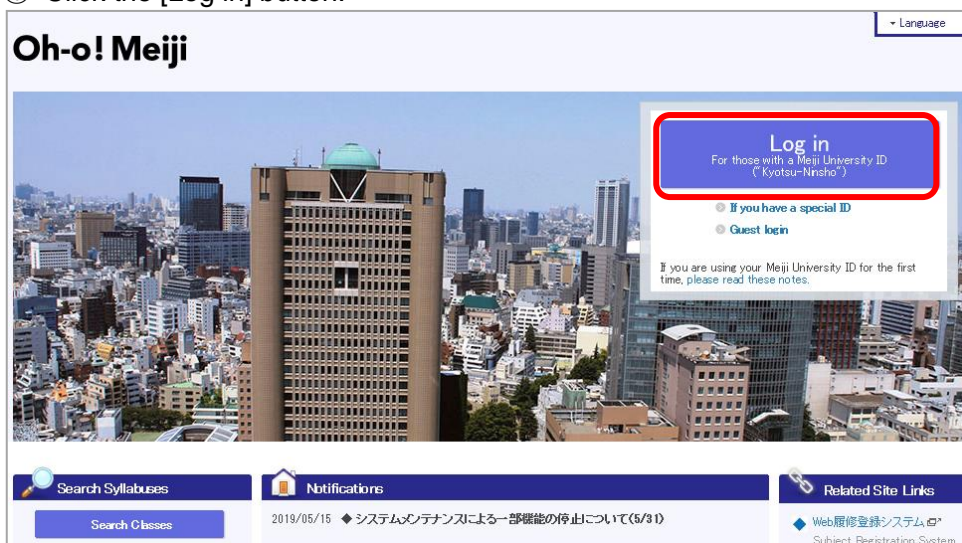 Click the [Log in] button.
Language
Oh-o! Meiji
Log in
For those with a Meiji University ID
("Kyotsu-Ninsho")
If you have a special ID
Guest login
If you are using your Meiji University ID for the first
time, please read these notes.
Search Syllabuses
Search Classes
Notifications
2019/05/15 ◆ システムメンテナンスによる一部機能の停止について(5/31)
Related Site Links
Web履修登録システム
Subject Registration System